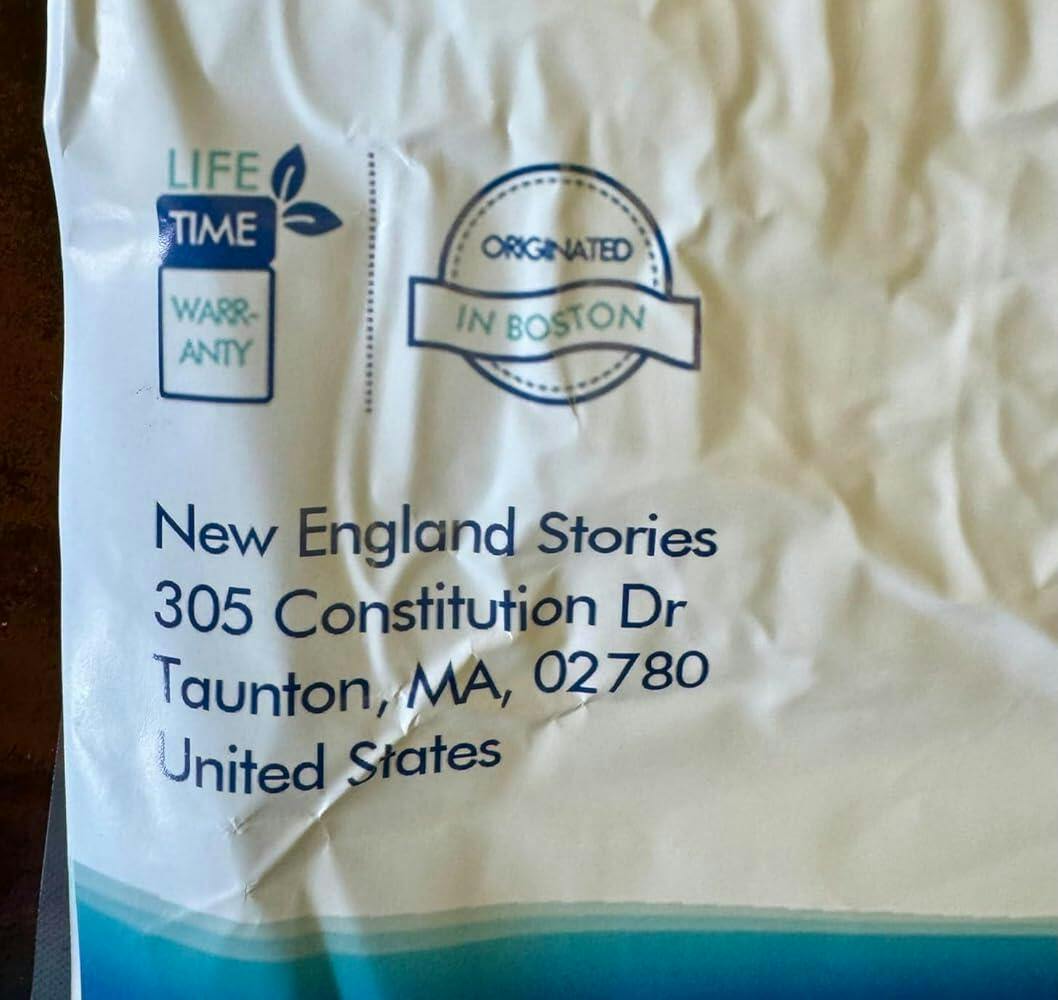 LIFE
TIME
WARR-
ANTY
ORIGINATED
IN BOSTON
New England Stories
305 Constitution Dr
Taunton, MA, 02780
United States